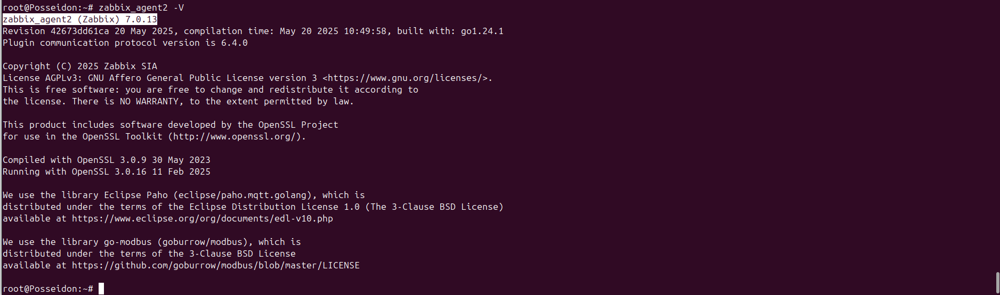 root@Posseidon:~# zabbix_agent2 -V
zabbix_agent2 (Zabbix) 7.0.13
Revision 42673dd61ca 20 May 2025, compilation time: May 20 2025 10:49:58, built with: go1.24.1
Plugin communication protocol version is 6.4.0
Copyright (C) 2025 Zabbix SIA
License AGPLv3: GNU Affero General Public License version 3 <https://www.gnu.org/licenses/>.
This is free software: you are free to change and redistribute it according to
the license. There is NO WARRANTY, to the extent permitted by law.
This product includes software developed by the OpenSSL Project
for use in the OpenSSL Toolkit (http://www.openssl.org/).
Compiled with OpenSSL 3.0.9 30 May 2023
Running with OpenSSL 3.0.16 11 Feb 2025
We use the library Eclipse Paho (eclipse/paho.mqtt.golang), which is
distributed under the terms of the Eclipse Distribution License 1.0 (The 3-Clause BSD License)
available at https://www.eclipse.org/org/documents/edl-v10.php
We use the library go-modbus (goburrow/modbus), which is
distributed under the terms of the 3-Clause BSD License
available at https://github.com/goburrow/modbus/blob/master/LICENSE
root@Posseidon:~#